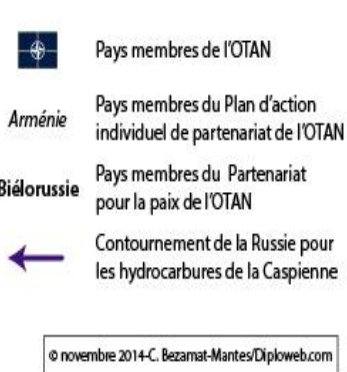 Pays membres de l'OTAN
Arménie
Pays membres du Plan d'action
individuel de partenariat de l'OTAN
Biélorussie
Pays membres du Partenariat
pour la paix de l'OTAN
Contournement de la Russie pour
les hydrocarbures de la Caspienne
© novembre 2014-C. Bezamat-Mantes/Diploweb.com